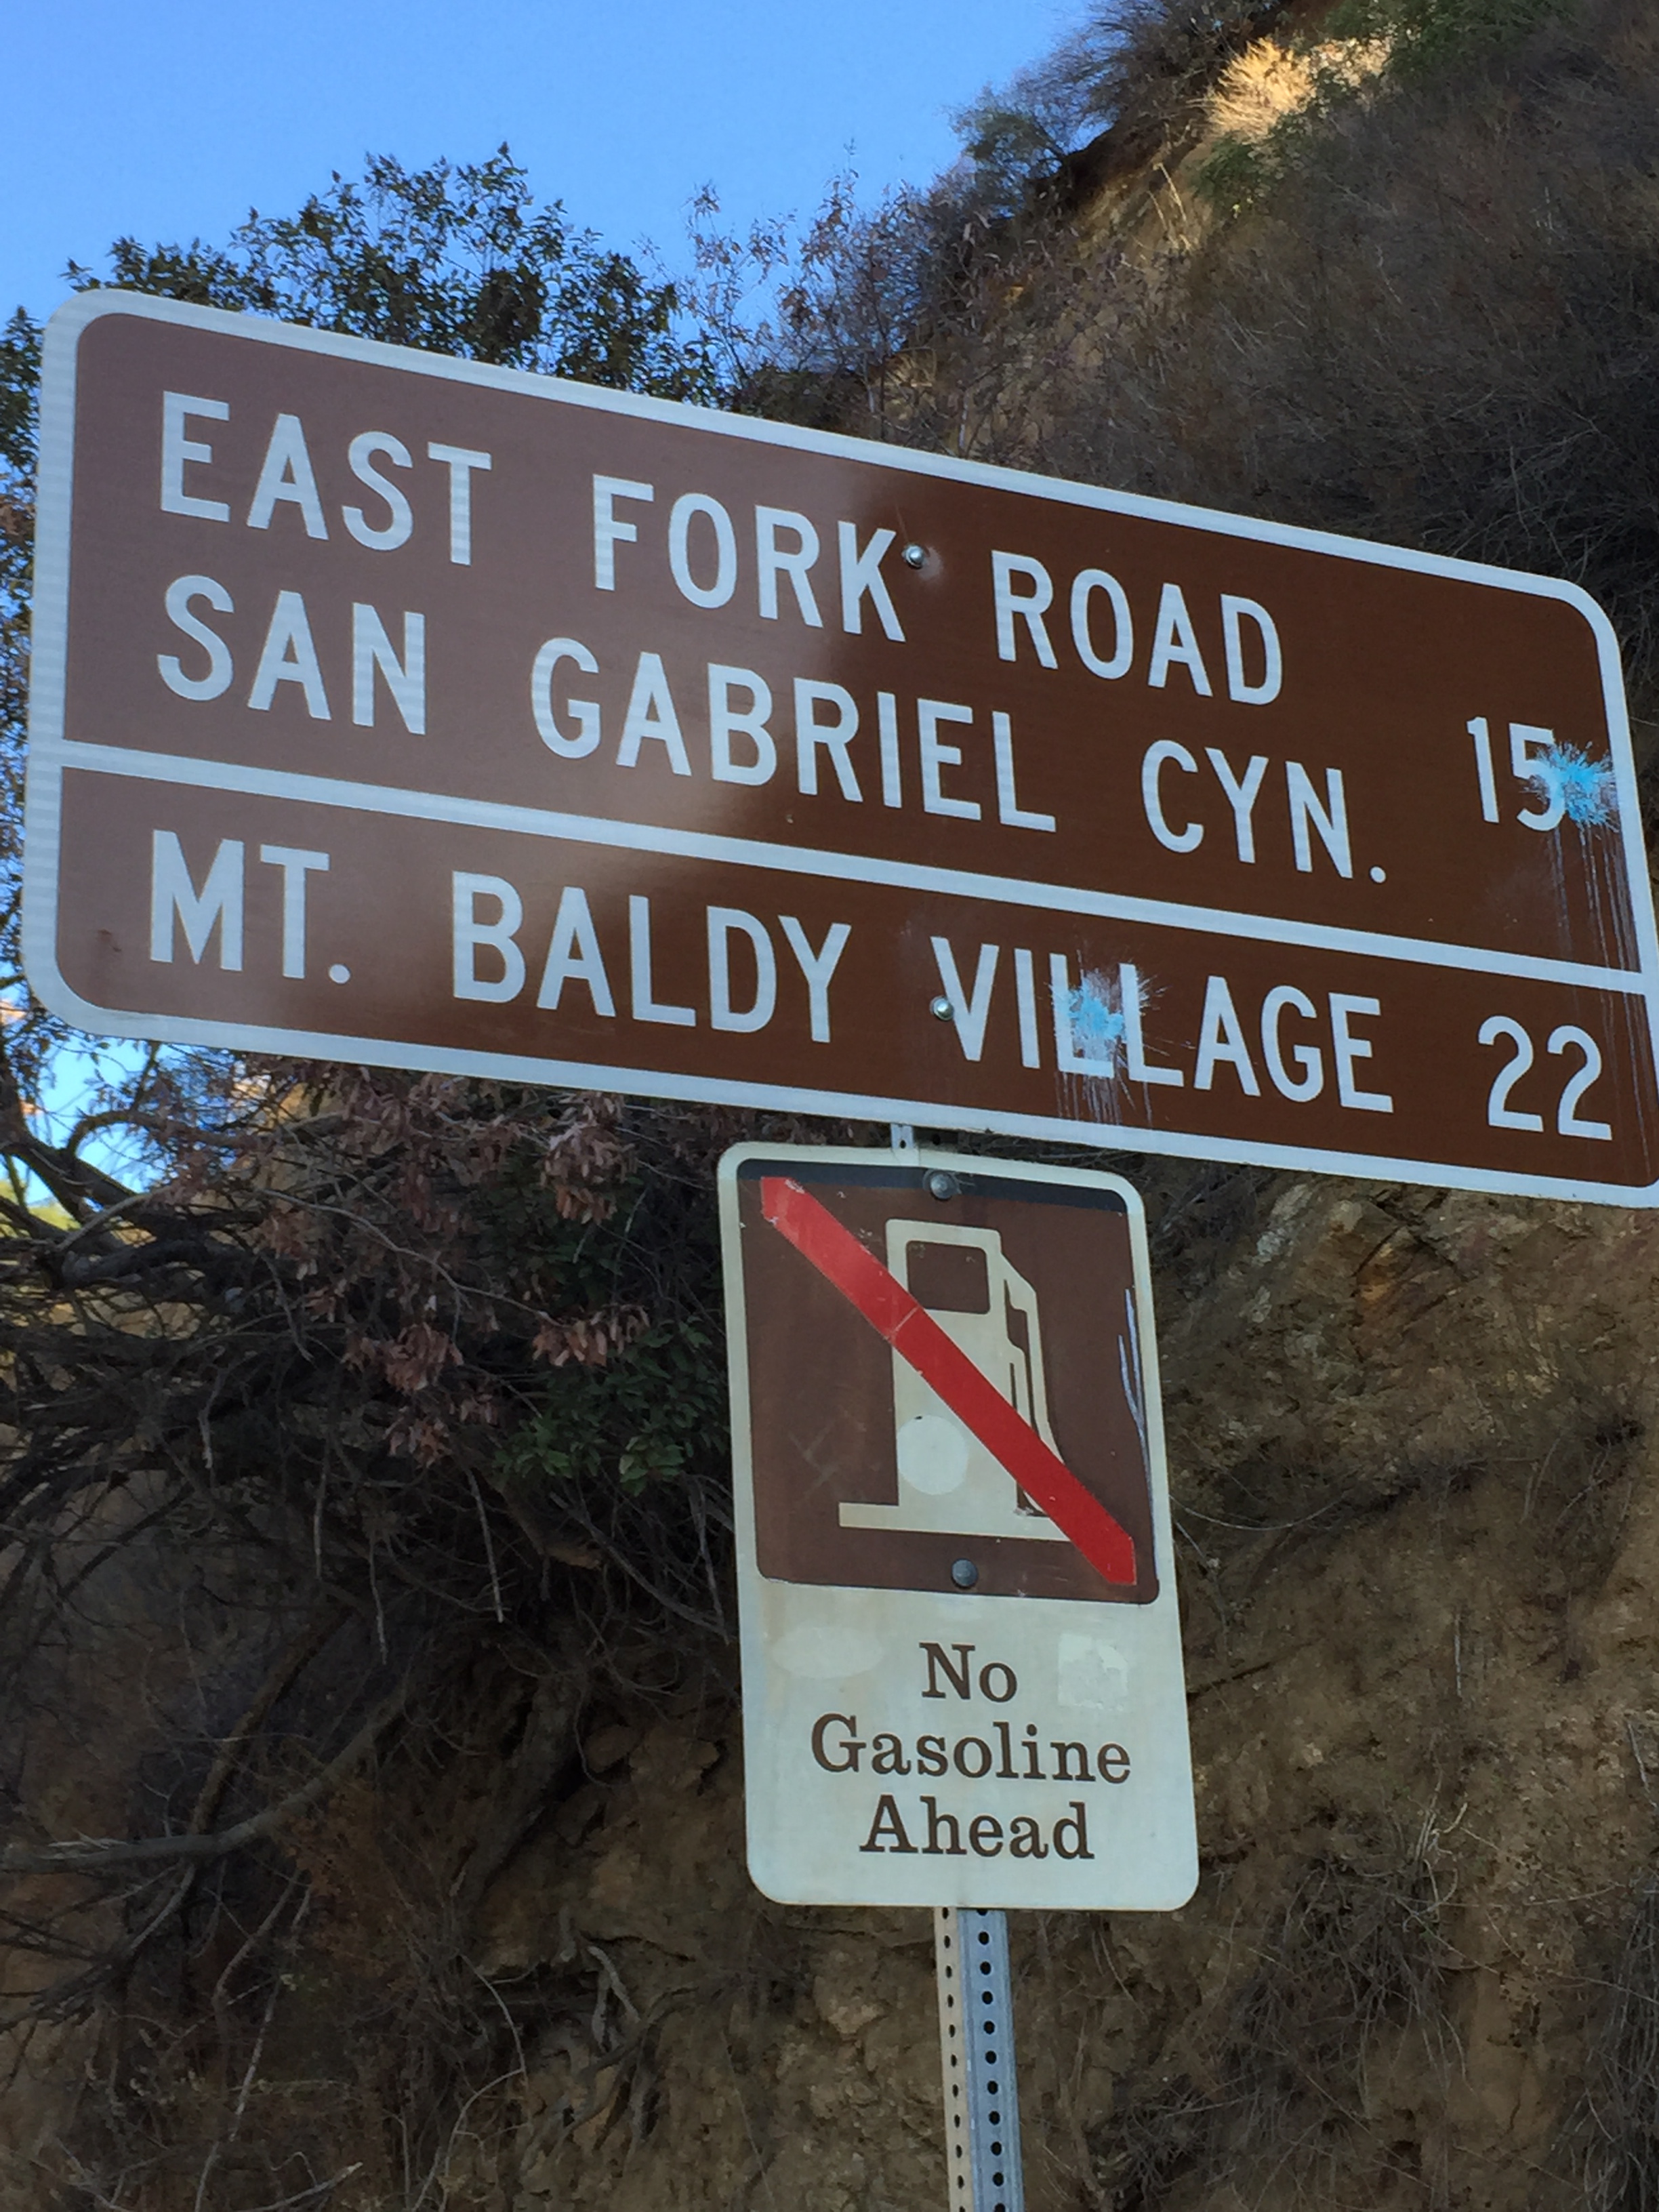 EAST FORK ROAD
SAN GABRIEL CYN. 15
MT. BALDY VILLAGE 22
No
Gasoline
Ahead